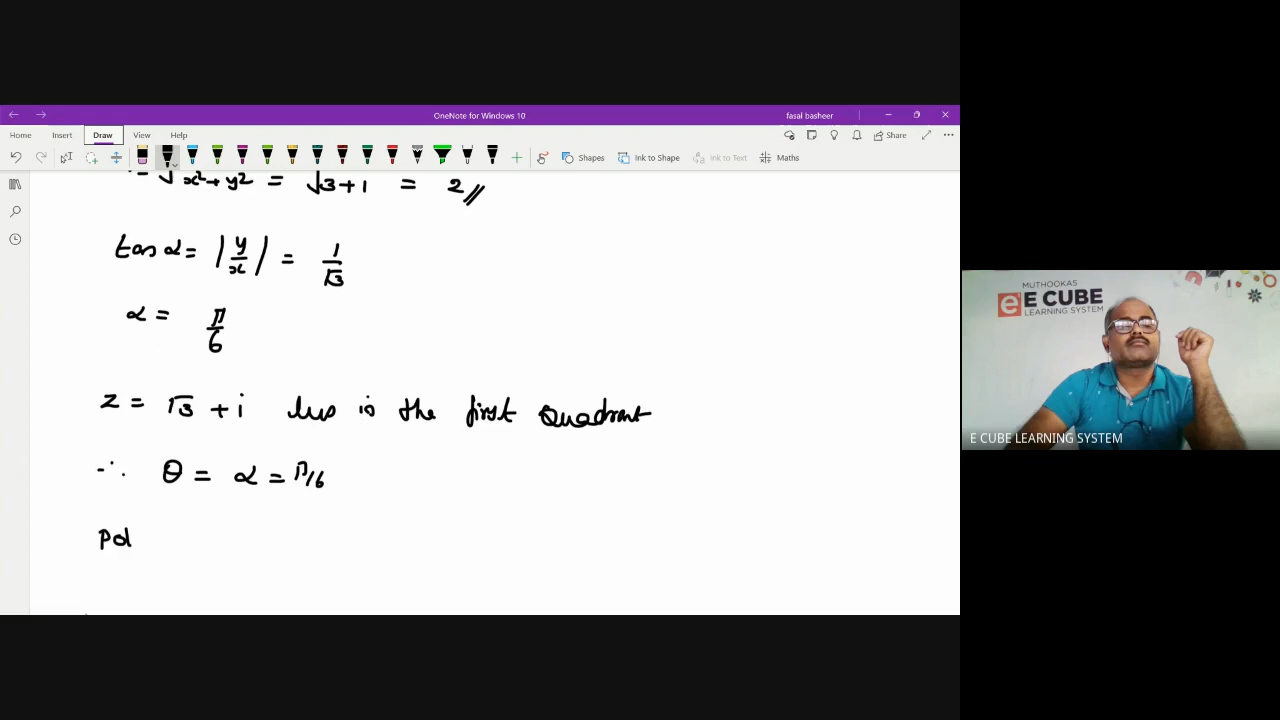 OneNote for Windows 10
fasal basheer
Home Insert Draw View Help
Share
Shapes
Ink to Shape
Ink to Text
Maths
= √x²+y² = √3+1 = 2//
tan α = |y/x| = 1/√3
α = π/6
z = √3 + i lies in the first Quadrant
∴ θ = α = π/6
Pol
MUTHOOKAS
e E CUBE
LEARNING SYSTEM
E CUBE LEARNING SYSTEM